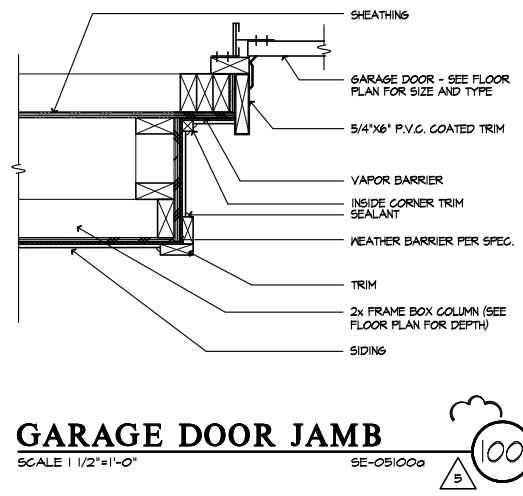 SHEATHING
GARAGE DOOR - SEE FLOOR
PLAN FOR SIZE AND TYPE
5/4"X6" P.V.C. COATED TRIM
VAPOR BARRIER
INSIDE CORNER TRIM
SEALANT
WEATHER BARRIER PER SPEC.
TRIM
2x FRAME BOX COLUMN (SEE
FLOOR PLAN FOR DEPTH)
SIDING
GARAGE DOOR JAMB
100
SCALE 1 1/2"=1'-0"
SE-05100a
5